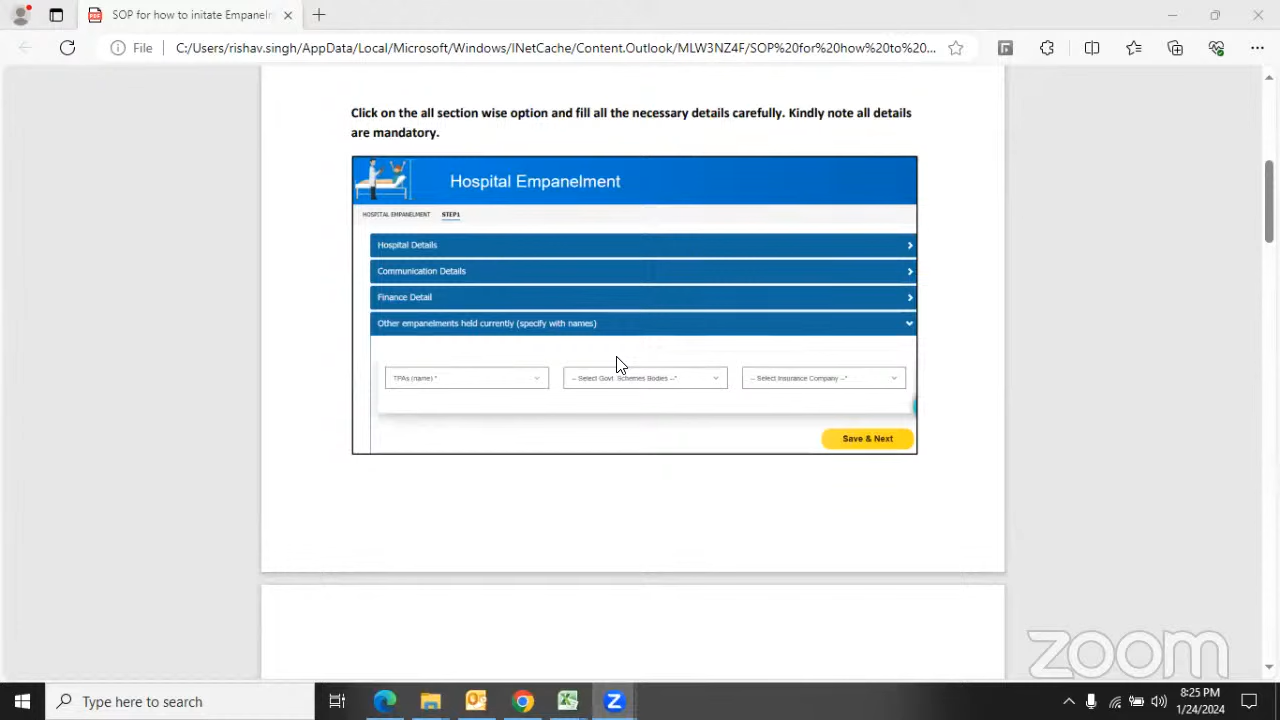 SOP for how to initate Empanelm
File
C:/Users/rishav.singh/AppData/Local/Microsoft/Windows/INetCache/Content.Outlook/MLW3NZ4F/SOP%20for%20how%20to%20...
Click on the all section wise option and fill all the necessary details carefully. Kindly note all details
are mandatory.
Hospital Empanelment
HOSPITAL EMPANELMENT STEP1
Hospital Details
Communication Details
Finance Detail
Other empanelments held currently (specify with names)
TPAs (name) *
-- Select Govt. Schemes Bodies --*
-- Select Insurance Company --*
Save & Next
zoom
Type here to search
8:25 PM
1/24/2024